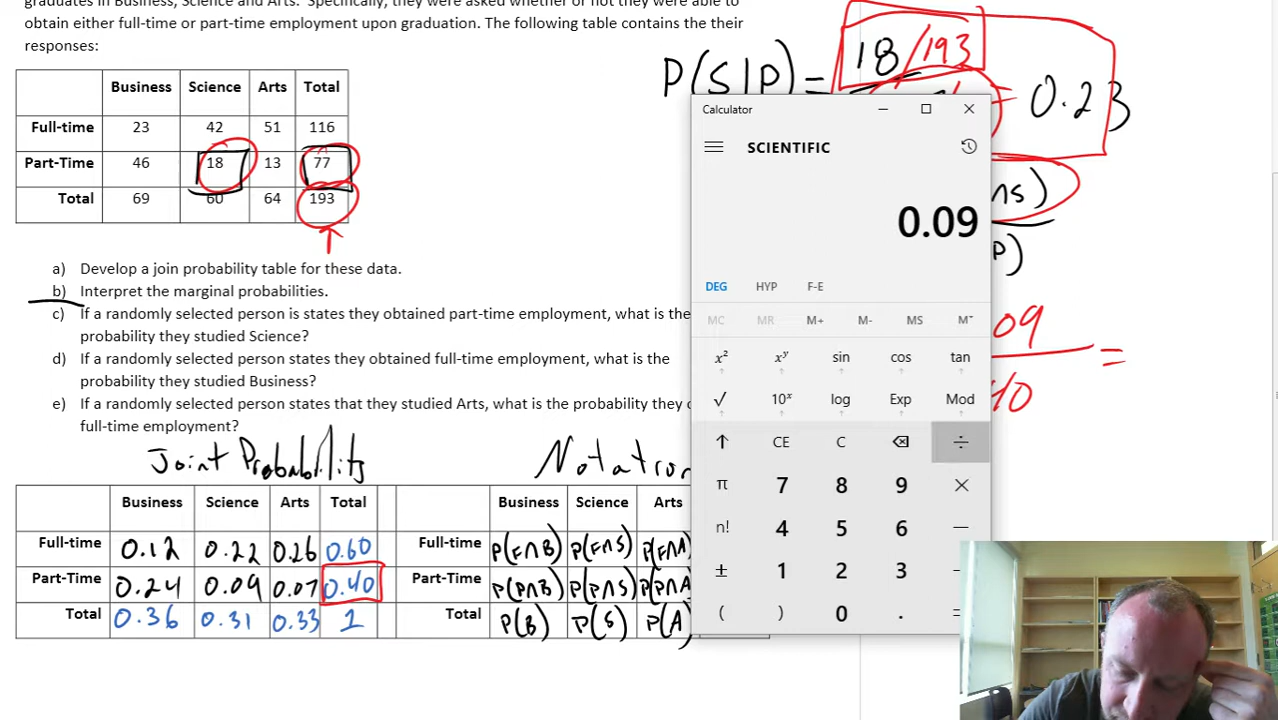 graduates in Business, Science and Arts. Specifically, they were asked whether or not they were able to
obtain either full-time or part-time employment upon graduation. The following table contains the their
responses:
Business Science Arts Total
Full-time 23 42 51 116
Part-Time 46 18 13 77
Total 69 60 64 193
a) Develop a join probability table for these data.
b) Interpret the marginal probabilities.
c) If a randomly selected person is states they obtained part-time employment, what is the
probability they studied Science?
d) If a randomly selected person states they obtained full-time employment, what is the
probability they studied Business?
e) If a randomly selected person states that they studied Arts, what is the probability they
full-time employment?
Joint Probability
Business Science Arts Total
Full-time 0.12 0.22 0.26 0.60
Part-Time 0.24 0.09 0.07 0.40
Total 0.36 0.31 0.33 1
Notation
Business Science Arts
Full-time P(F∩B) P(F∩S) P(F∩A)
Part-Time P(P∩B) P(P∩S) P(P∩A
Total P(B) P(S) P(A)
P(S|P) = 18/193
= 0.23
∩S)
P)
09
40 =
Calculator
SCIENTIFIC
0.09
DEG HYP F-E
MC MR M+ M- MS M˅
x² xʸ sin cos tan
√ 10ˣ log Exp Mod
↑ CE C ⌫ ÷
π 7 8 9 ×
n! 4 5 6 −
± 1 2 3
( ) 0 . =